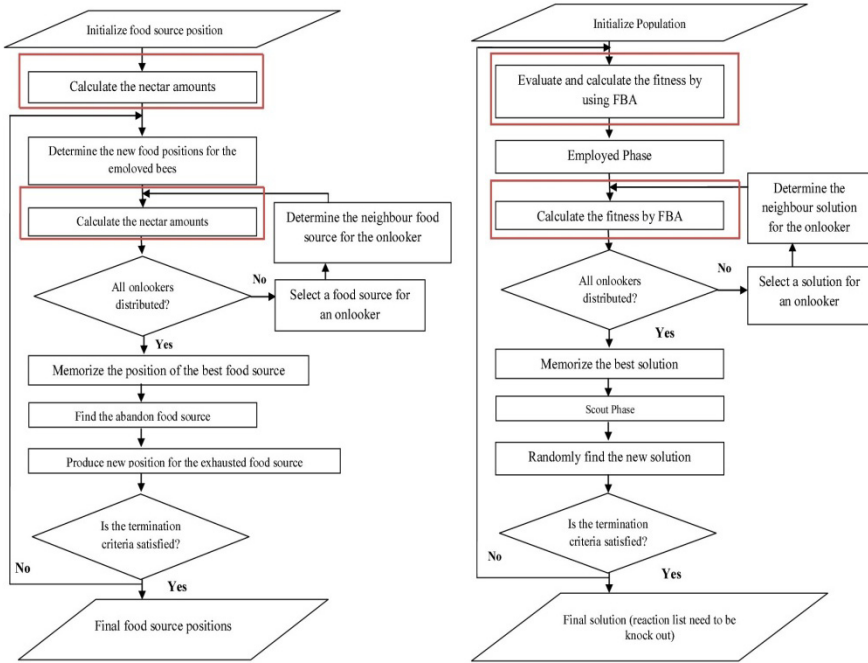 Initialize food source position
Calculate the nectar amounts
Determine the new food positions for the
emoloved bees
Calculate the nectar amounts
Determine the neighbour food
source for the onlooker
All onlookers
distributed?
No
Select a food source for
an onlooker
Yes
Memorize the position of the best food source
Find the abandon food source
Produce new position for the exhausted food source
Is the termination
criteria satisfied?
No
Yes
Final food source positions
Initialize Population
Evaluate and calculate the fitness by
using FBA
Employed Phase
Calculate the fitness by FBA
Determine the
neighbour solution
for the onlooker
All onlookers
distributed?
No
Select a solution for
an onlooker
Yes
Memorize the best solution
Scout Phase
Randomly find the new solution
Is the termination
criteria satisfied?
No
Yes
Final solution (reaction list need to be
knock out)